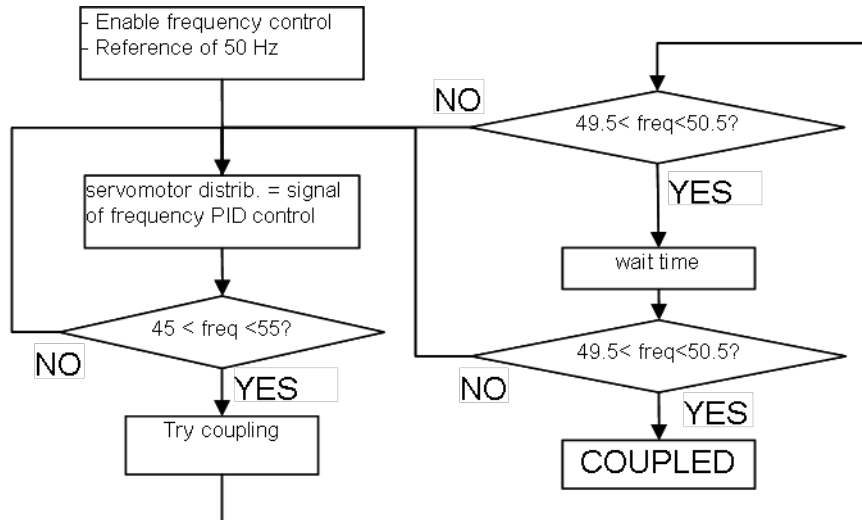 - Enable frequency control
- Reference of 50 Hz
servomotor distrib. = signal
of frequency PID control
45 < freq <55?
NO
YES
Try coupling
NO
49.5< freq<50.5?
YES
wait time
49.5< freq<50.5?
NO
YES
COUPLED